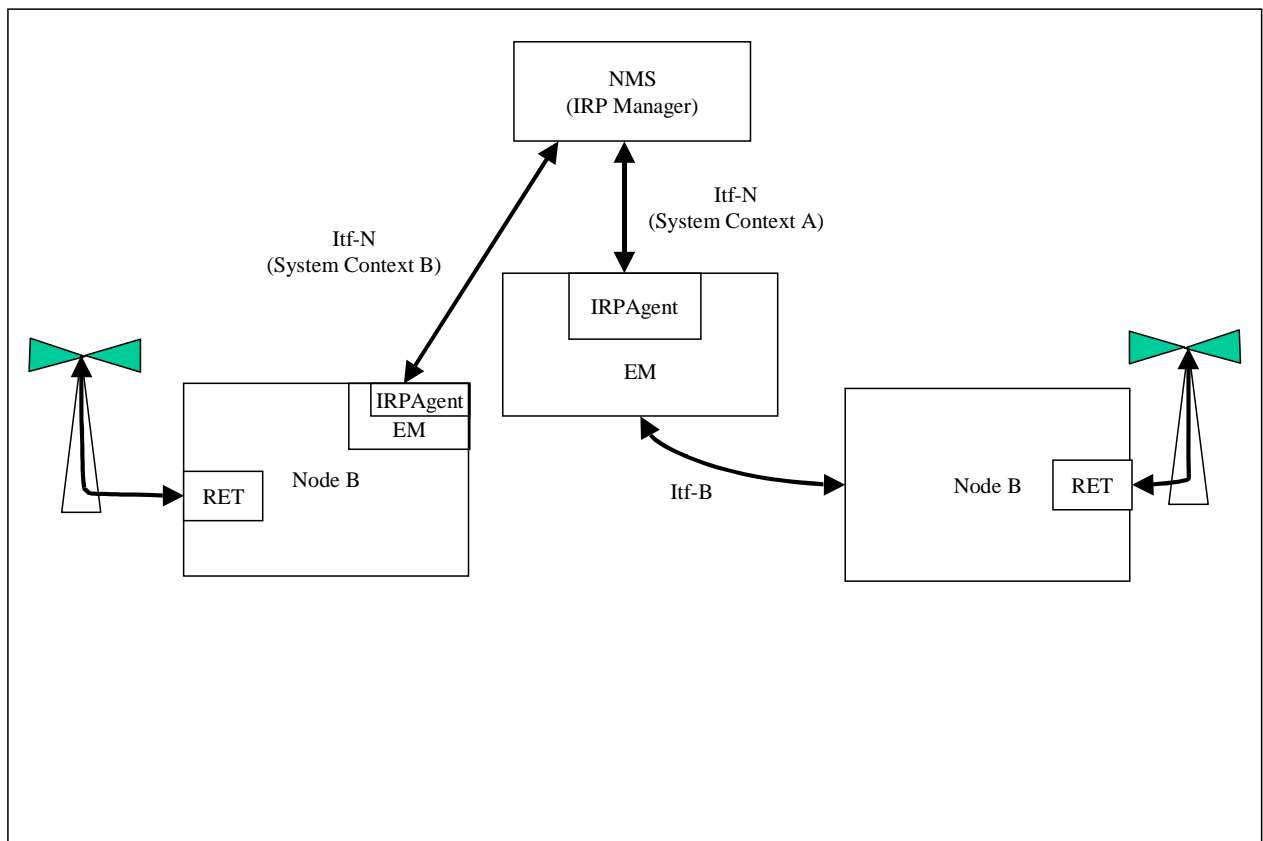 NMS
(IRP Manager)
Itf-N
(System Context A)
Itf-N
(System Context B)
IRPAgent
EM
IRPAgent
EM
Node B
RET
Itf-B
Node B
RET